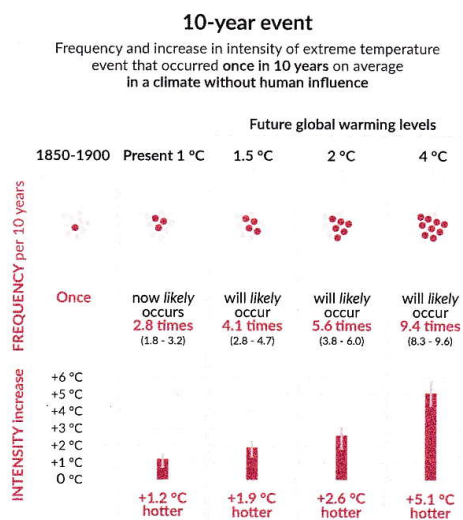 10-year event
Frequency and increase in intensity of extreme temperature
event that occurred once in 10 years on average
in a climate without human influence
Future global warming levels
1850-1900 Present 1 °C 1.5 °C 2 °C 4 °C
FREQUENCY per 10 years
Once now likely will likely will likely will likely
occurs occur occur occur
2.8 times 4.1 times 5.6 times 9.4 times
(1.8 - 3.2) (2.8 - 4.7) (3.8 - 6.0) (8.3 - 9.6)
INTENSITY increase
+6 °C
+5 °C
+4 °C
+3 °C
+2 °C
+1 °C
0 °C
+1.2 °C +1.9 °C +2.6 °C +5.1 °C
hotter hotter hotter hotter